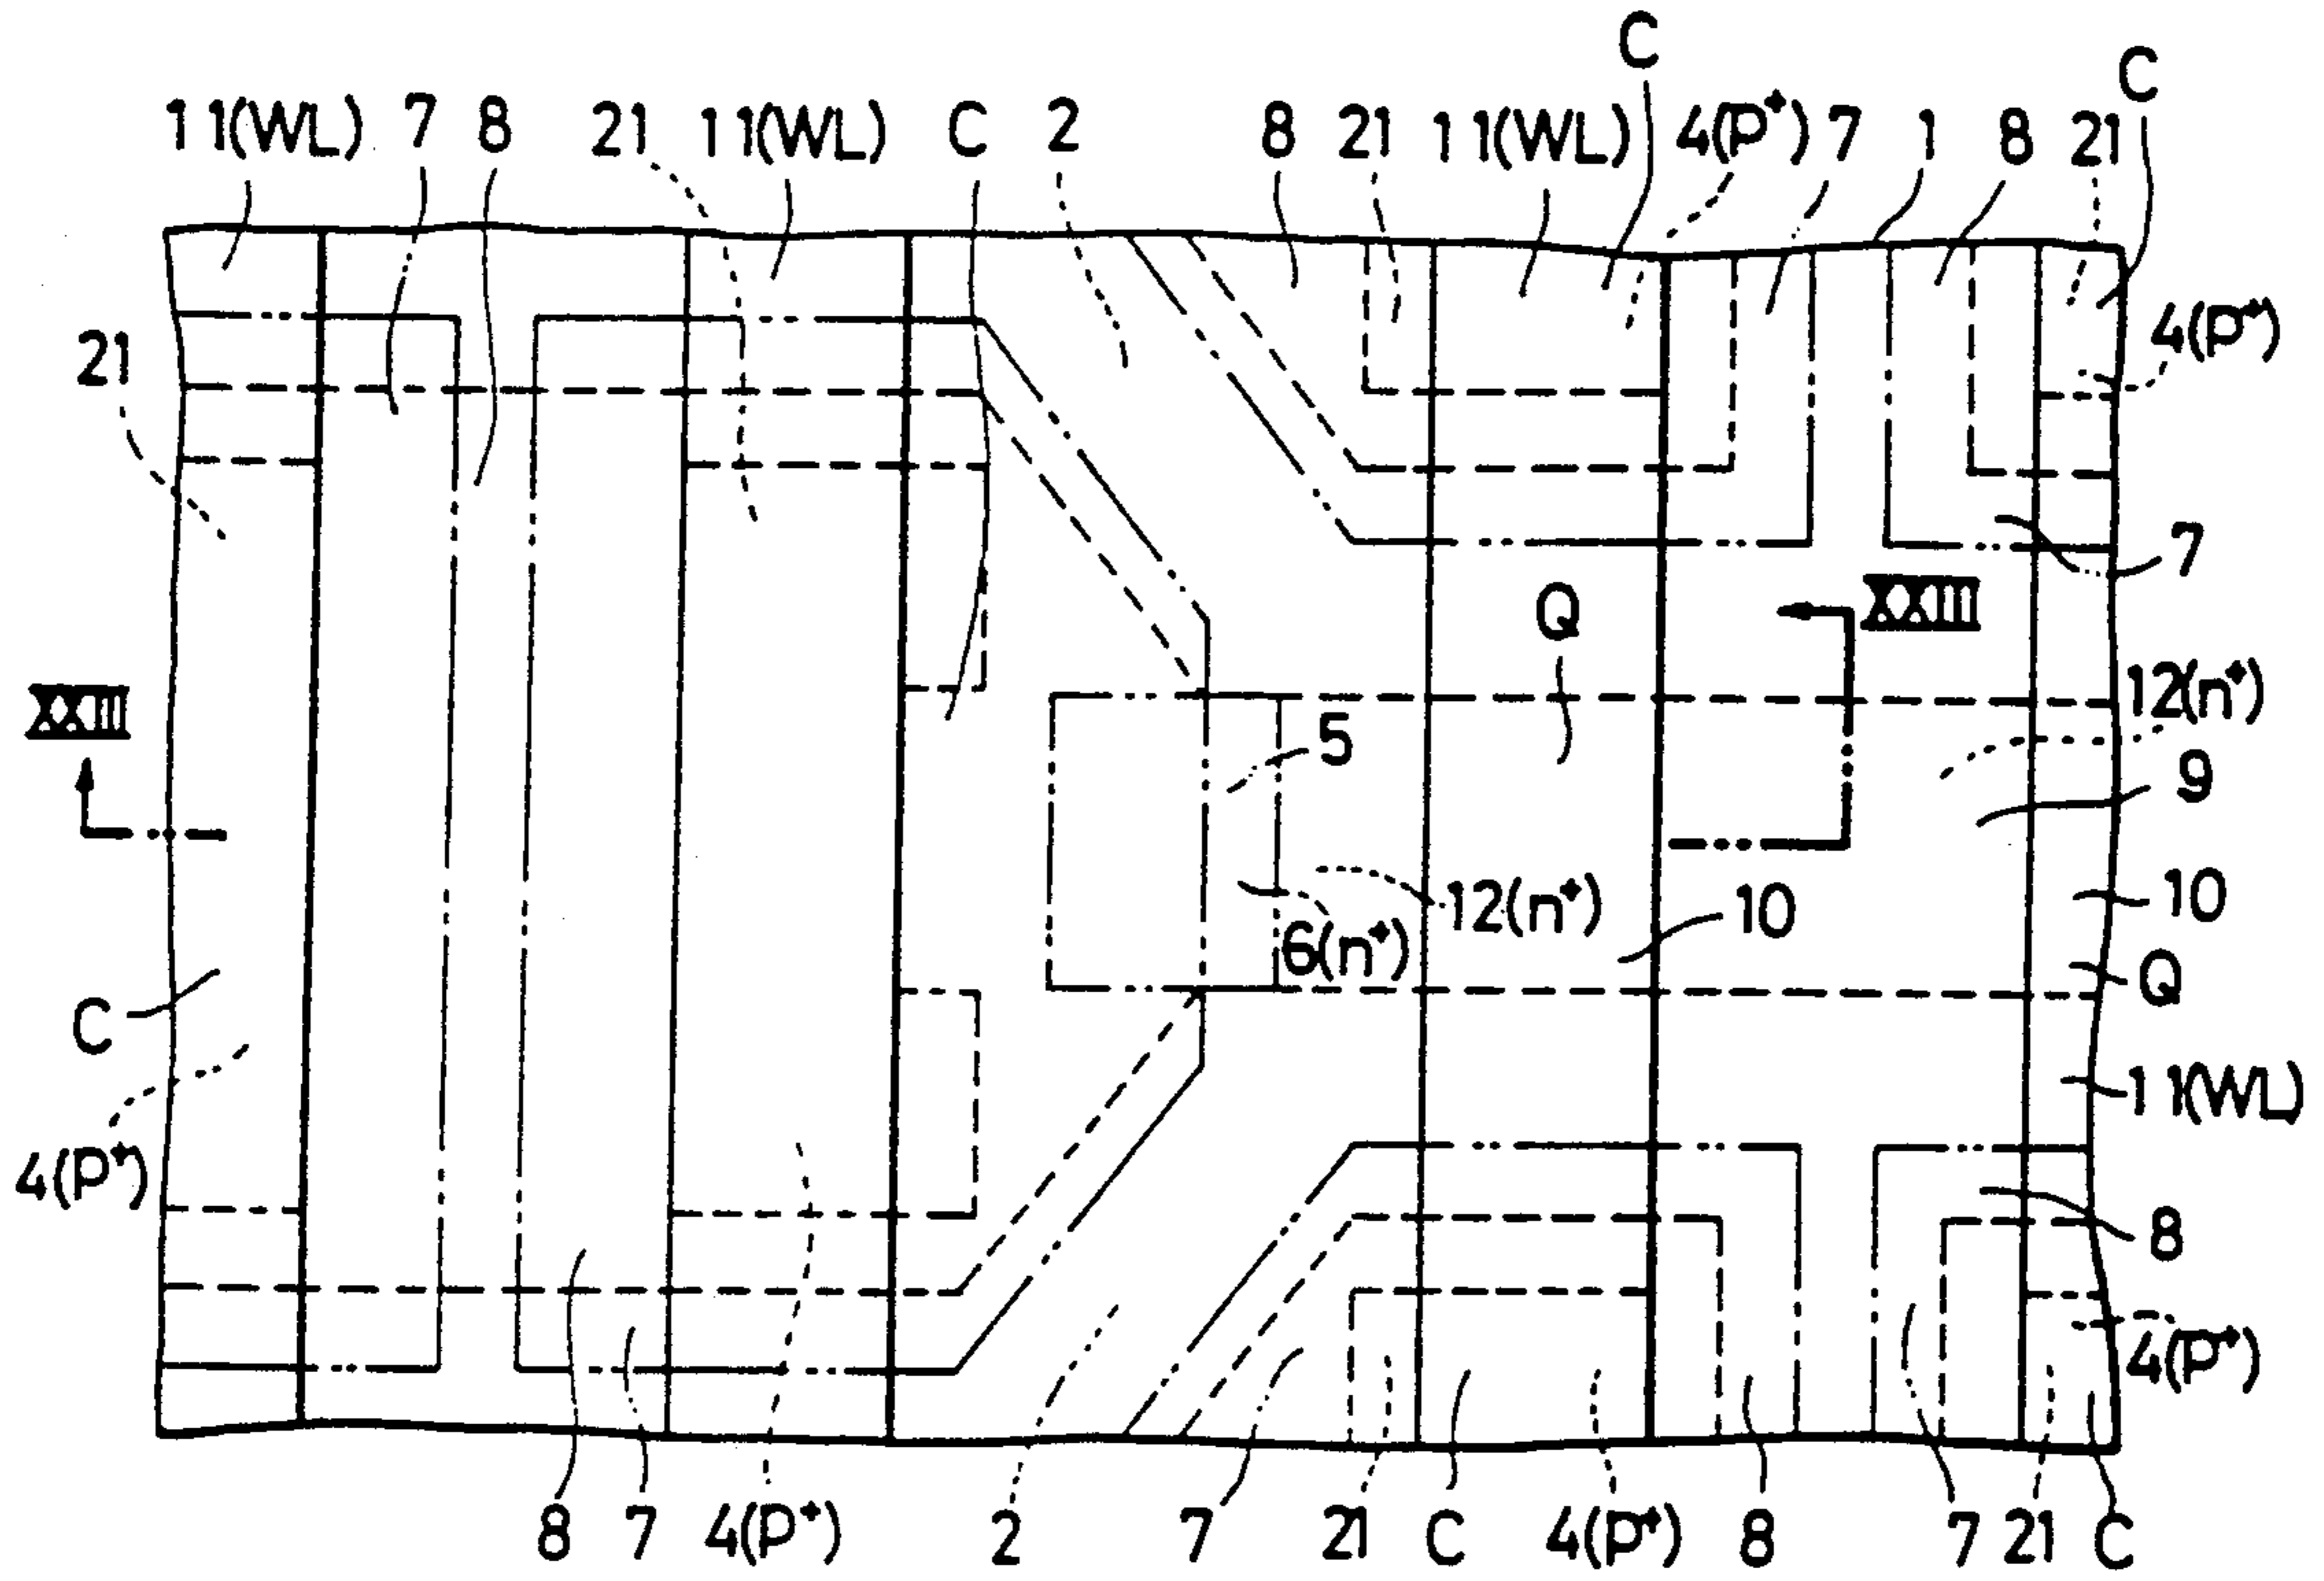 C
C
11(WL) 7 8 21 11(WL) C 2 8 21 11(WL) 4(P+) 7 1 8 21
4(P+)
21
7
Q XXIII
XXIII 12(n+)
5
9
10
12(n+) 10
6(n+)
Q
C
11(WL)
4(P+)
8
4(P+)
8 7 4(P+) 2 7 21 C 4(P+) 8 7 21 C